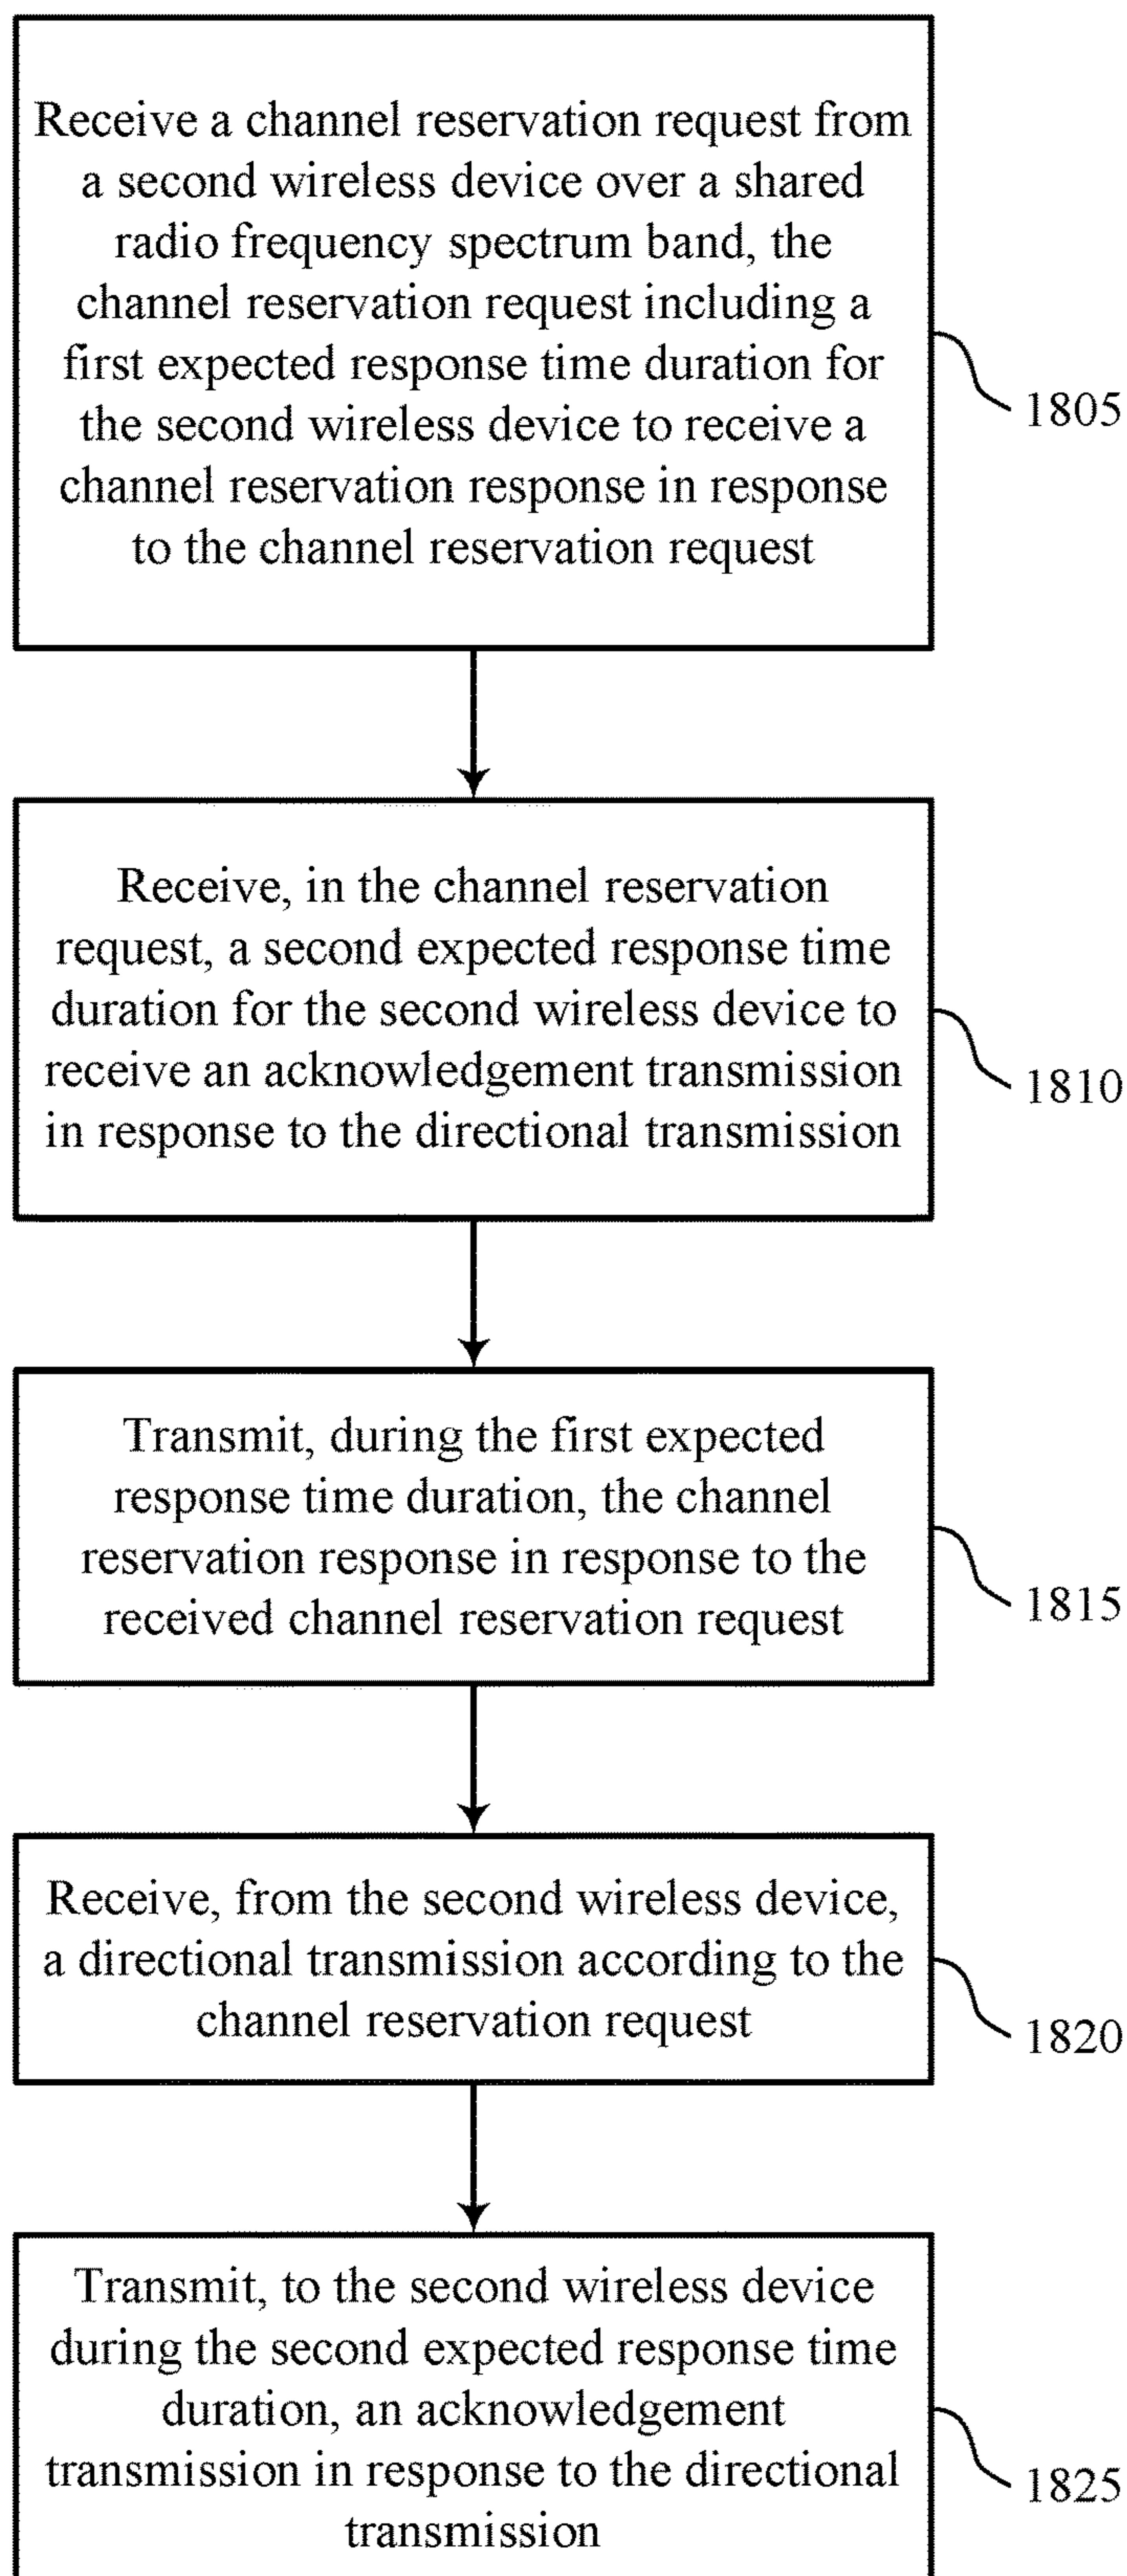 Receive a channel reservation request from
a second wireless device over a shared
radio frequency spectrum band, the
channel reservation request including a
first expected response time duration for
the second wireless device to receive a
channel reservation response in response
to the channel reservation request
1805
Receive, in the channel reservation
request, a second expected response time
duration for the second wireless device to
receive an acknowledgement transmission
in response to the directional transmission
1810
Transmit, during the first expected
response time duration, the channel
reservation response in response to the
received channel reservation request
1815
Receive, from the second wireless device,
a directional transmission according to the
channel reservation request
1820
Transmit, to the second wireless device
during the second expected response time
duration, an acknowledgement
transmission in response to the directional
transmission
1825